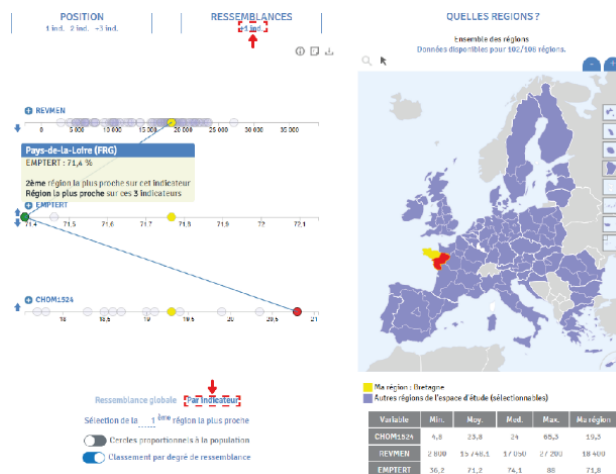 POSITION
1 ind. 2 ind. +3 ind.
RESSEMBLANCES
+1 ind.
REVMEN
0 5 000 10 000 15 000 20 000 25 000 30 000 35 000
Pays-de-la-Loire (FRG)
EMPTERT : 71,4 %
2ème région la plus proche sur cet indicateur
Région la plus proche sur ces 3 indicateurs
EMPTERT
71,4 71,5 71,6 71,7 71,8 71,9 72 72,1
CHOM1524
18 18,5 19 19,5 20 20,5 21
Ressemblance globale Par indicateur
Sélection de la 1 ème région la plus proche
Cercles proportionnels à la population
Classement par degré de ressemblance
QUELLES REGIONS ?
Ensemble des régions
Données disponibles pour 102/106 régions.
- +
Ma région : Bretagne
Autres régions de l'espace d'étude (sélectionnables)
Variable Min. Moy. Med. Max. Ma région
CHOM1524 4,8 23,8 24 65,3 19,3
REVMEN 2 800 15 748,1 17 050 27 200 18 400
EMPTERT 36,2 71,2 74,1 88